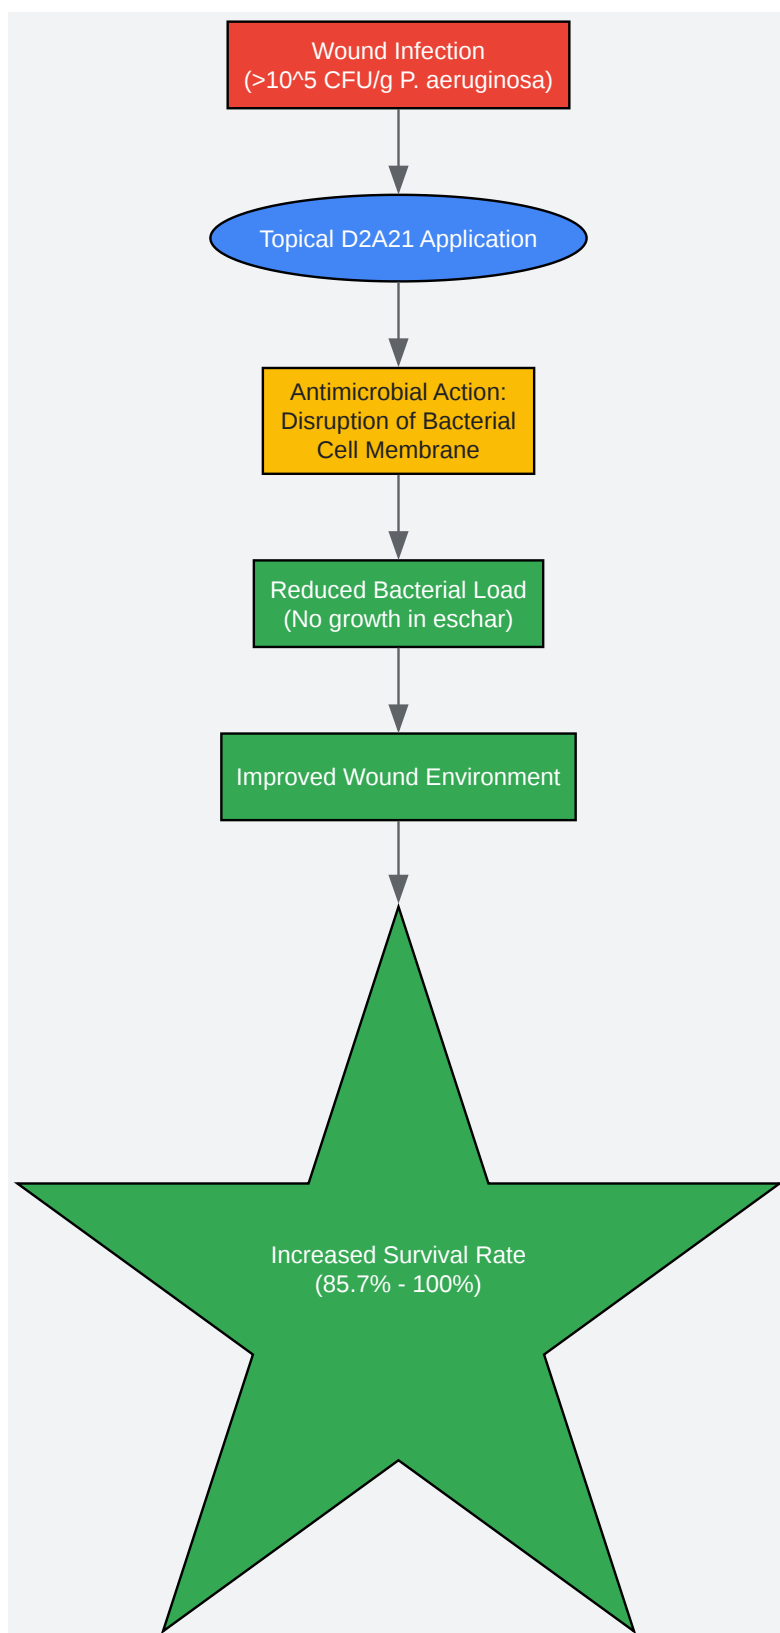 Wound Infection
(>10^5 CFU/g P. aeruginosa)
Topical D2A21 Application
Antimicrobial Action:
Disruption of Bacterial
Cell Membrane
Reduced Bacterial Load
(No growth in eschar)
Improved Wound Environment
Increased Survival Rate
(85.7% - 100%)